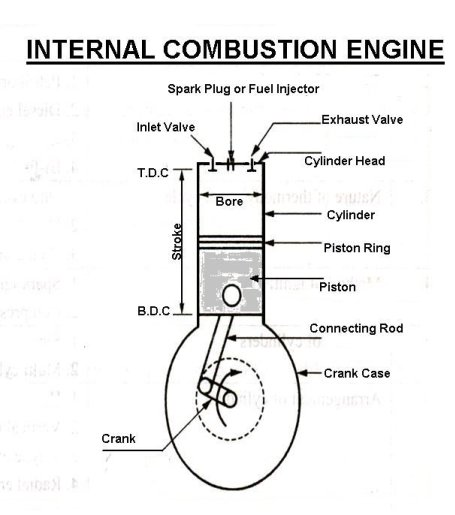 INTERNAL COMBUSTION ENGINE
Spark Plug or Fuel Injector
Inlet Valve
Exhaust Valve
Cylinder Head
T.D.C
Bore
Cylinder
Stroke
Piston Ring
Piston
B.D.C
Connecting Rod
Crank Case
Crank